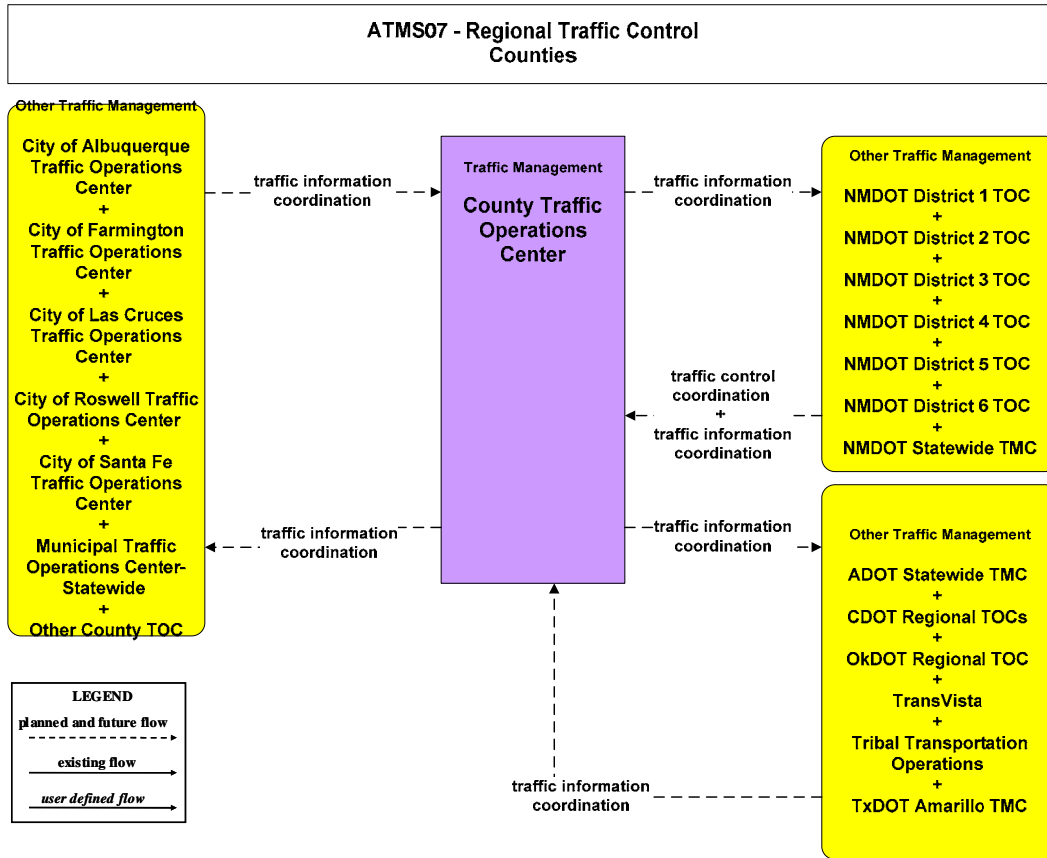 ATMS07 - Regional Traffic Control
Counties
Other Traffic Management
City of Albuquerque
Traffic Operations
Center
+
City of Farmington
Traffic Operations
Center
+
City of Las Cruces
Traffic Operations
Center
+
City of Roswell Traffic
Operations Center
+
City of Santa Fe
Traffic Operations
Center
+
Municipal Traffic
Operations Center-
Statewide
+
Other County TOC
traffic information
coordination
traffic information
coordination
Traffic Management
County Traffic
Operations
Center
traffic information
coordination
traffic control
coordination
+
traffic information
coordination
traffic information
coordination
traffic information
coordination
Other Traffic Management
NMDOT District 1 TOC
+
NMDOT District 2 TOC
+
NMDOT District 3 TOC
+
NMDOT District 4 TOC
+
NMDOT District 5 TOC
+
NMDOT District 6 TOC
+
NMDOT Statewide TMC
Other Traffic Management
ADOT Statewide TMC
+
CDOT Regional TOCs
+
OkDOT Regional TOC
+
TransVista
+
Tribal Transportation
Operations
+
TxDOT Amarillo TMC
LEGEND
planned and future flow
existing flow
user defined flow